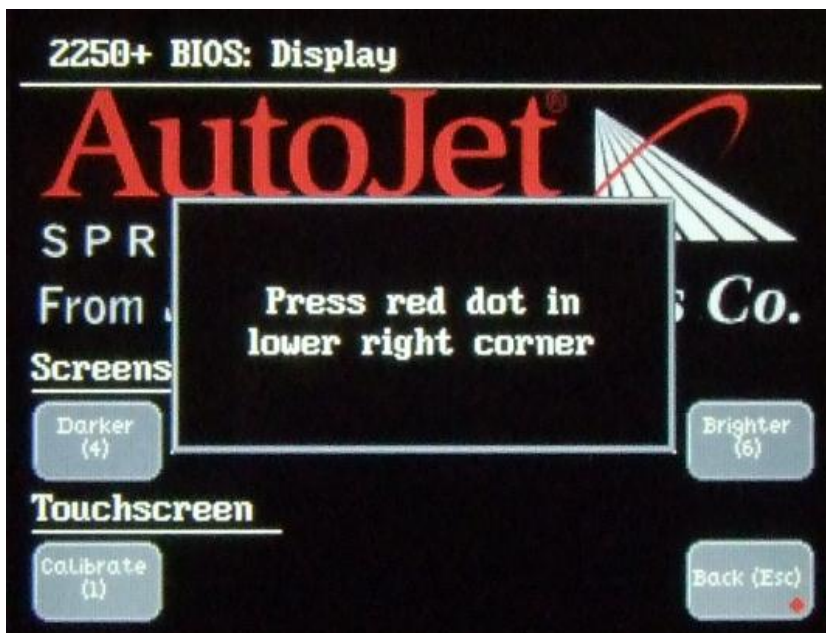 2250+ BIOS: Display
AutoJet®
SPR
From
s Co.
Press red dot in
lower right corner
Screens
Darker
(4)
Brighter
(6)
Touchscreen
Calibrate
(1)
Back (Esc)